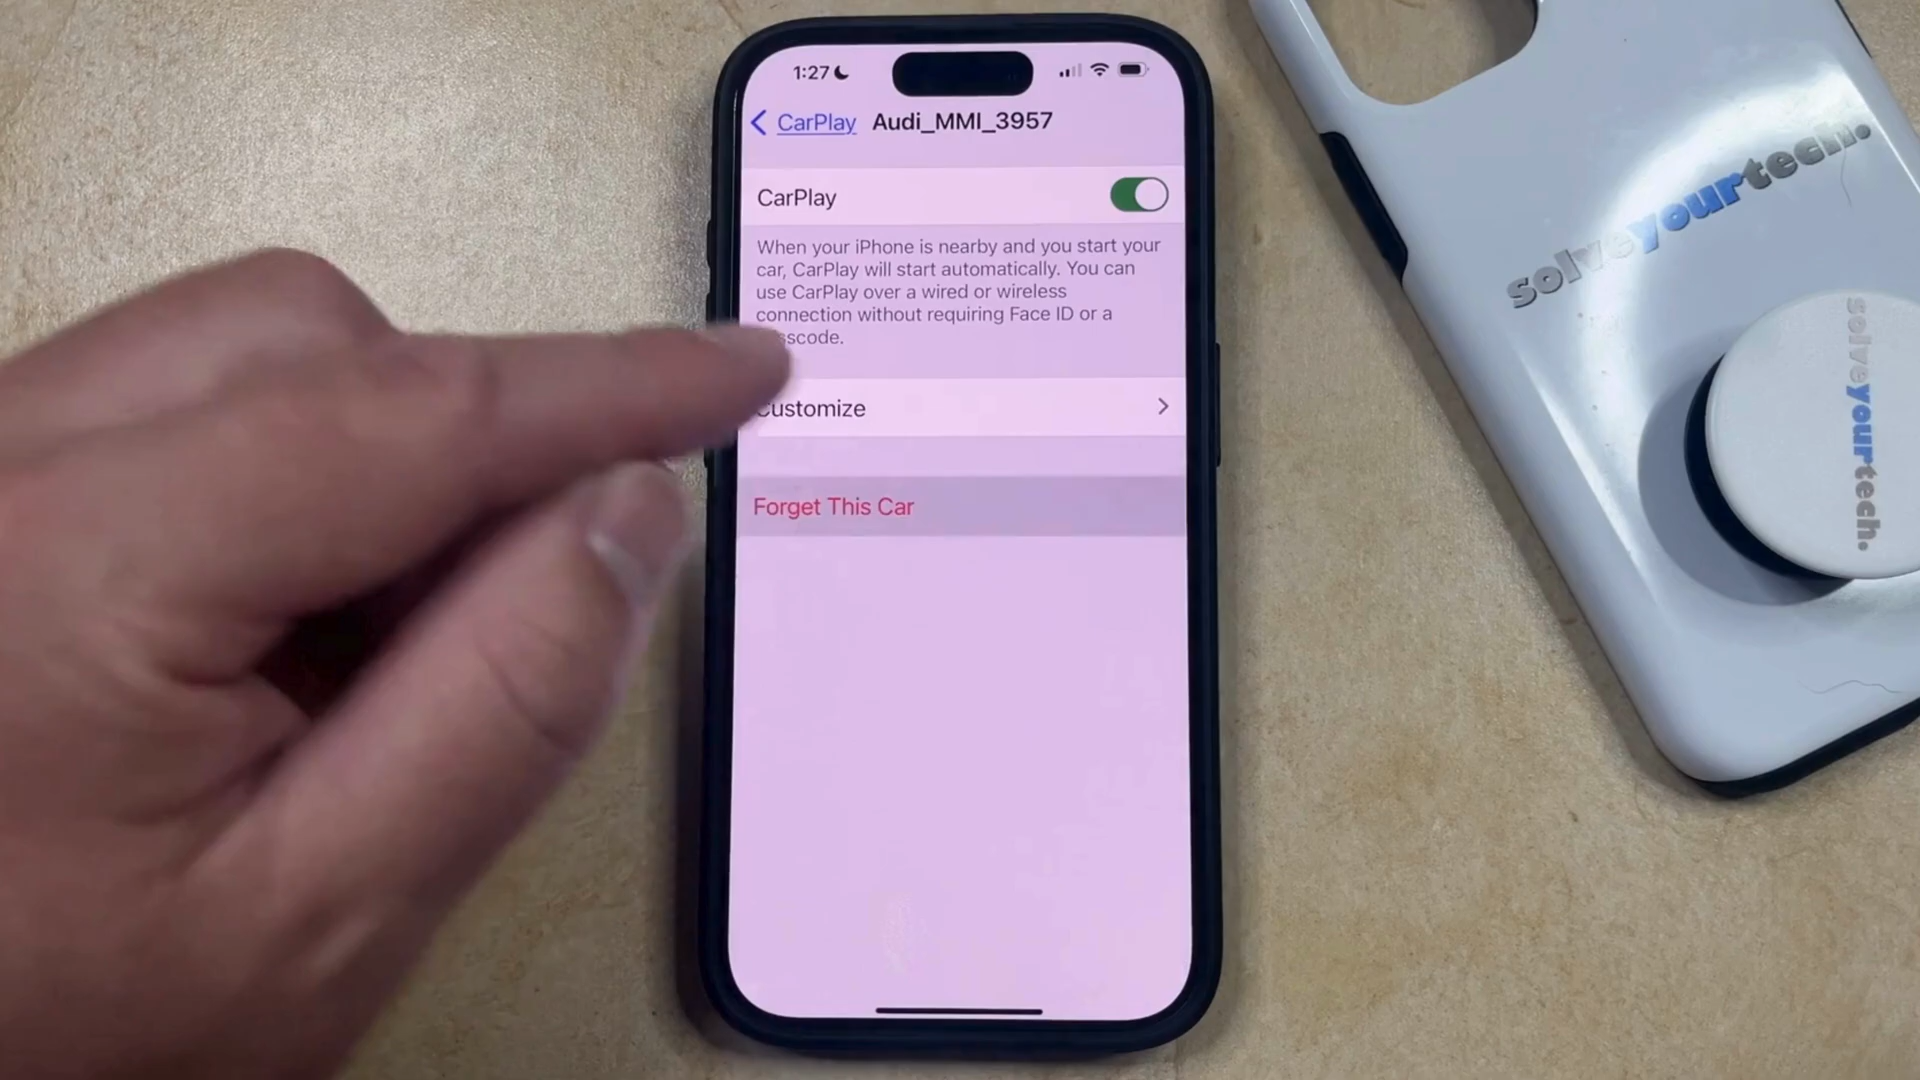 1:27
CarPlay Audi_MMI_3957
CarPlay
When your iPhone is nearby and you start your
car, CarPlay will start automatically. You can
use CarPlay over a wired or wireless
connection without requiring Face ID or a
sscode.
ustomize
Forget This Car
solveyourtech.
solveyourtech.